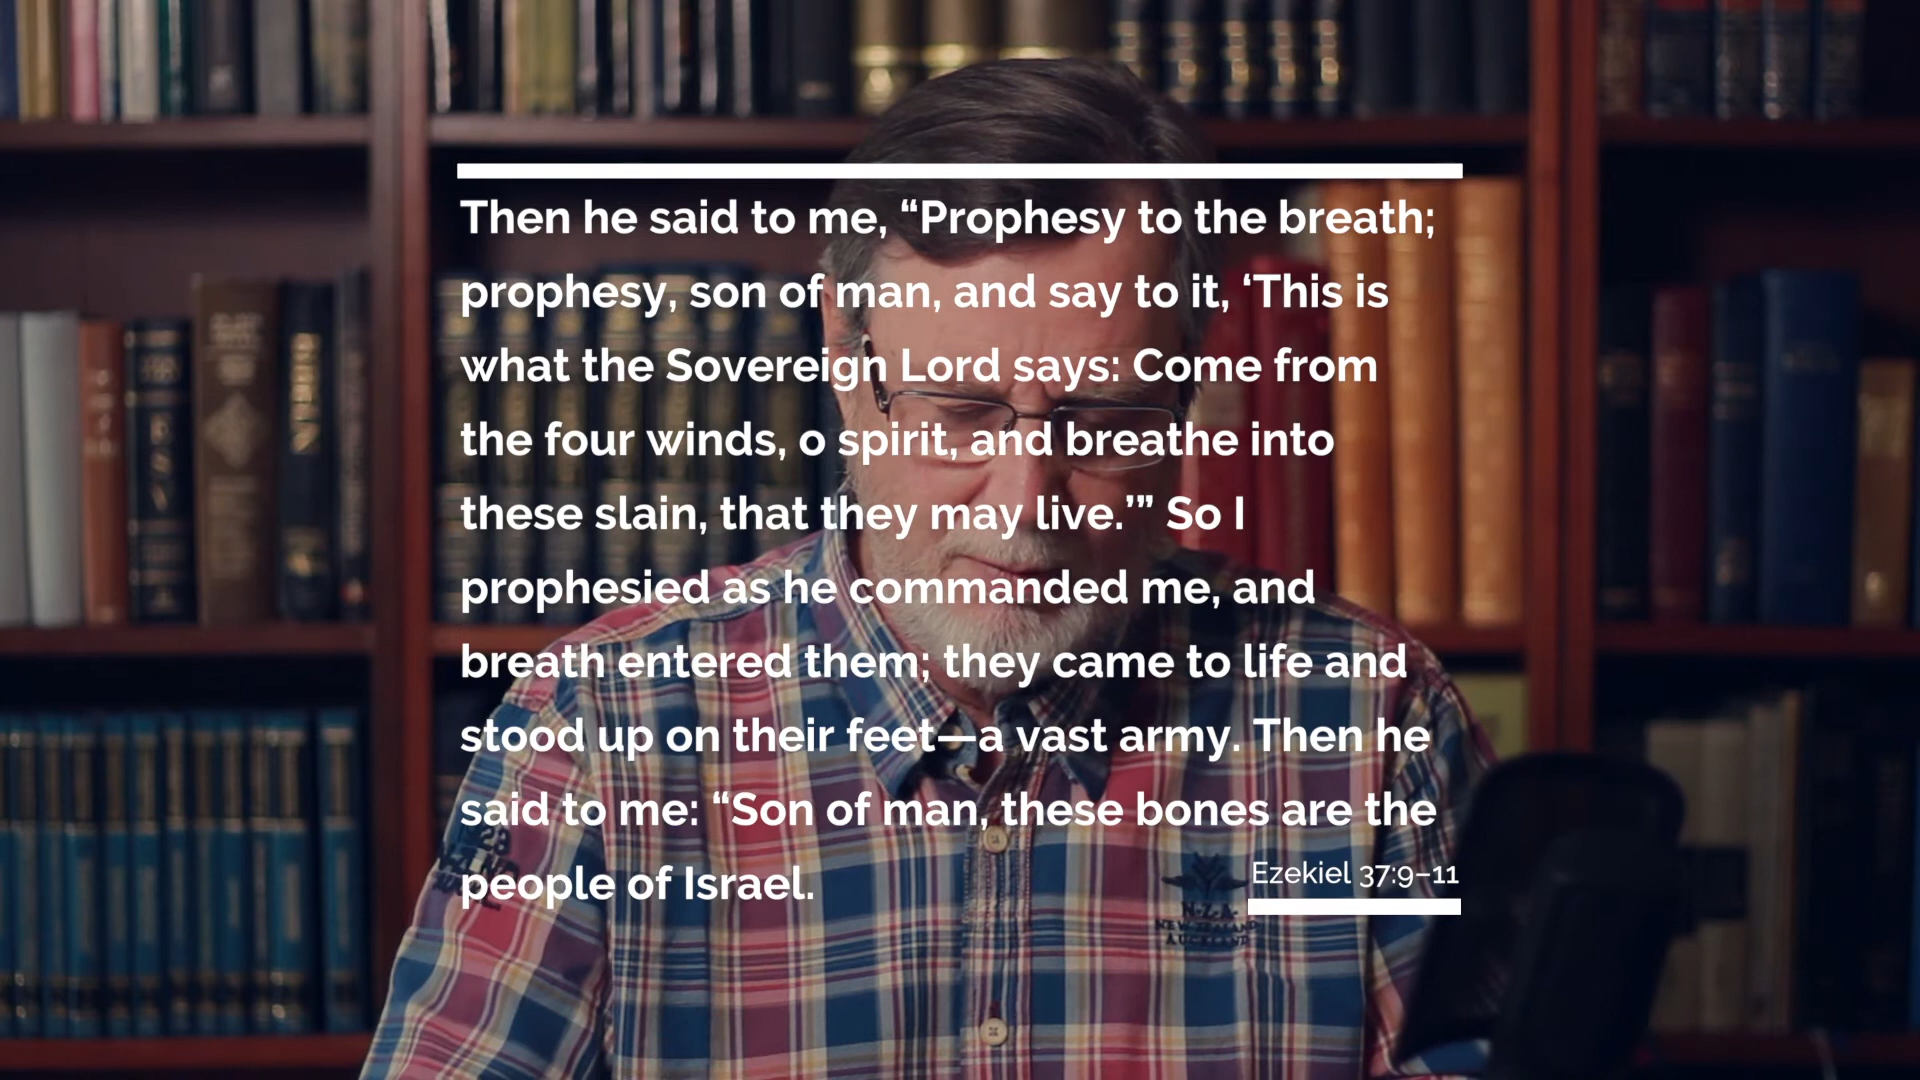 Then he said to me, “Prophesy to the breath;
prophesy, son of man, and say to it, ‘This is
what the Sovereign Lord says: Come from
the four winds, o spirit, and breathe into
these slain, that they may live.’” So I
prophesied as he commanded me, and
breath entered them; they came to life and
stood up on their feet—a vast army. Then he
said to me: “Son of man, these bones are the
people of Israel.
Ezekiel 37:9–11
ESV
N.Z.A.
NEW ZEALAND
AUCKLAND